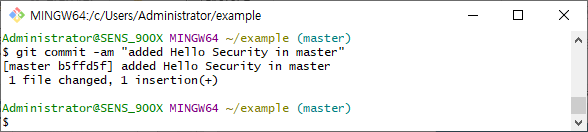 MINGW64:/c/Users/Administrator/example
Administrator@SENS_900X MINGW64 ~/example (master)
$ git commit -am "added Hello Security in master"
[master b5ffd5f] added Hello Security in master
 1 file changed, 1 insertion(+)
Administrator@SENS_900X MINGW64 ~/example (master)
$